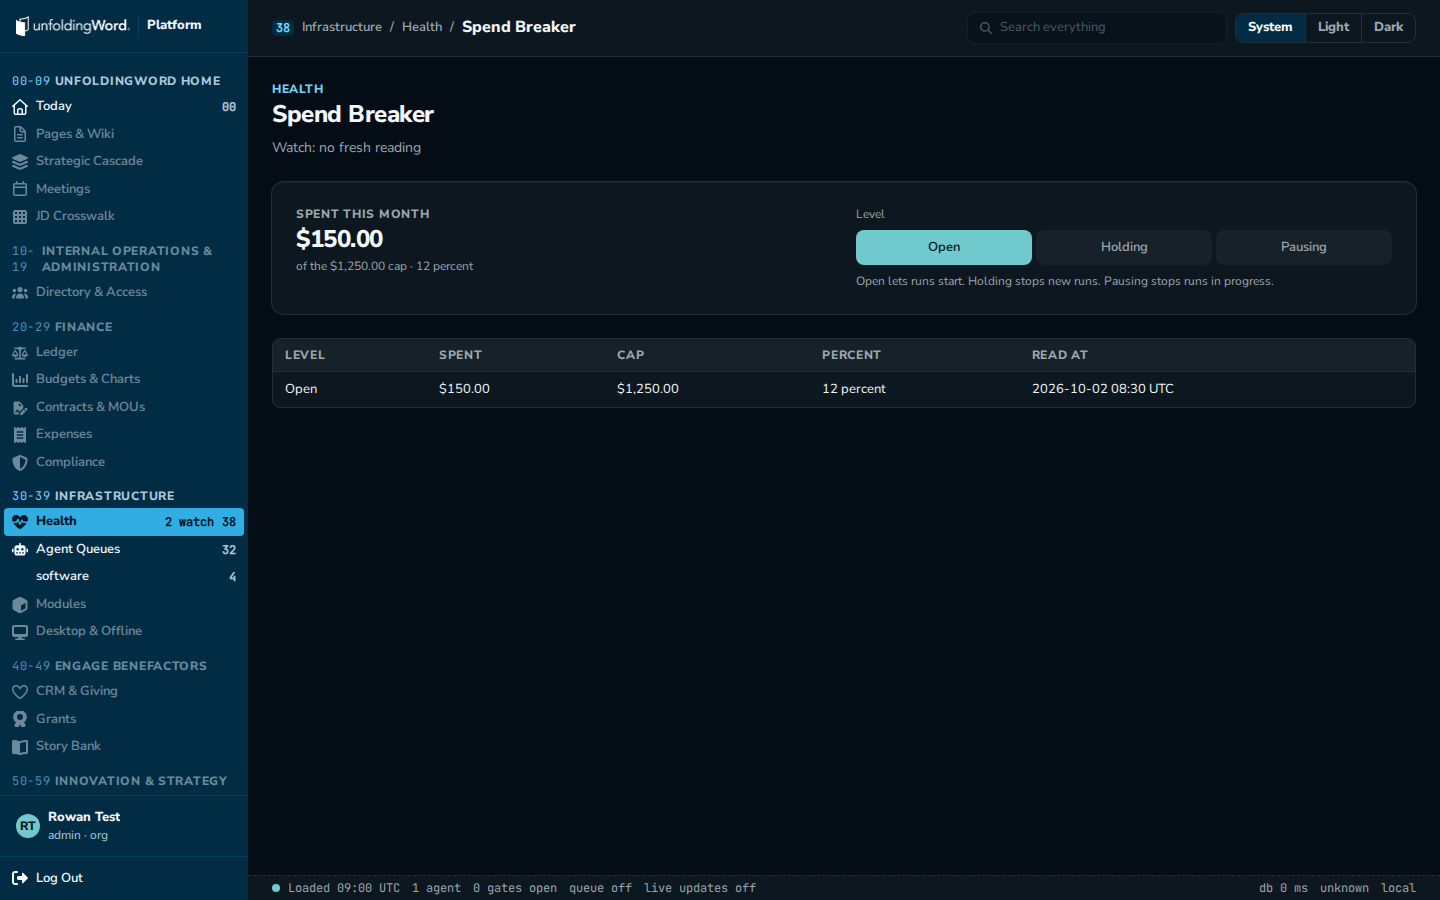 unfoldingWord Platform
00-09 UNFOLDINGWORD HOME
Today 00
Pages & Wiki
Strategic Cascade
Meetings
JD Crosswalk
10-19 INTERNAL OPERATIONS & ADMINISTRATION
Directory & Access
20-29 FINANCE
Ledger
Budgets & Charts
Contracts & MOUs
Expenses
Compliance
30-39 INFRASTRUCTURE
Health 2 watch 38
Agent Queues 32
software 4
Modules
Desktop & Offline
40-49 ENGAGE BENEFACTORS
CRM & Giving
Grants
Story Bank
50-59 INNOVATION & STRATEGY
RT Rowan Test
admin · org
Log Out
38 Infrastructure / Health / Spend Breaker
Search everything
System Light Dark
HEALTH
Spend Breaker
Watch: no fresh reading
SPENT THIS MONTH
$150.00
of the $1,250.00 cap · 12 percent
Level
Open Holding Pausing
Open lets runs start. Holding stops new runs. Pausing stops runs in progress.
LEVEL SPENT CAP PERCENT READ AT
Open $150.00 $1,250.00 12 percent 2026-10-02 08:30 UTC
Loaded 09:00 UTC 1 agent 0 gates open queue off live updates off db 0 ms unknown local